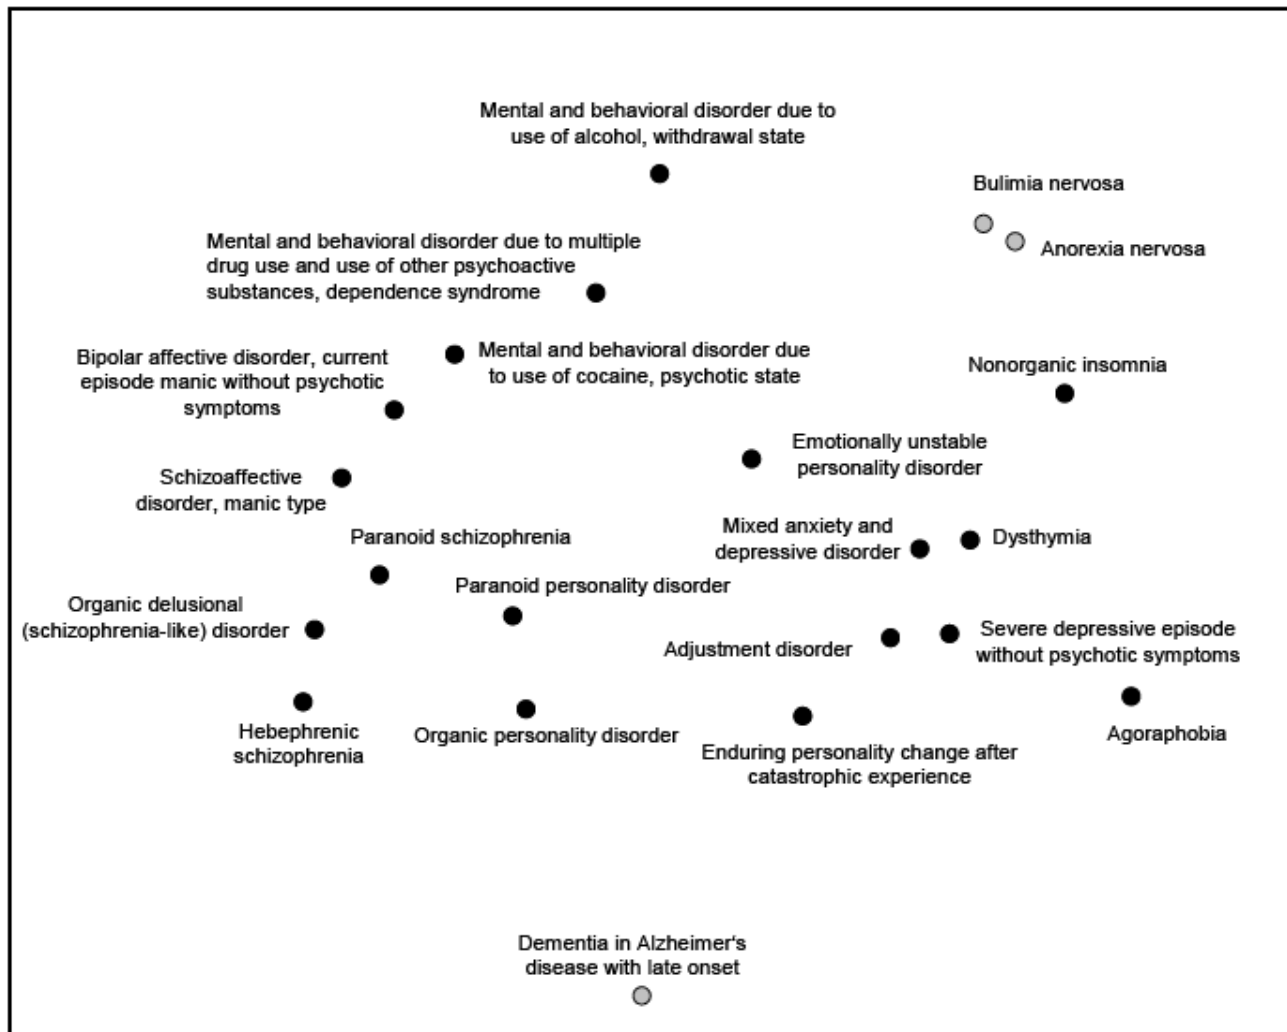 Mental and behavioral disorder due to
use of alcohol, withdrawal state
Bulimia nervosa
Anorexia nervosa
Mental and behavioral disorder due to multiple
drug use and use of other psychoactive
substances, dependence syndrome
Bipolar affective disorder, current
episode manic without psychotic
symptoms
Mental and behavioral disorder due
to use of cocaine, psychotic state
Nonorganic insomnia
Emotionally unstable
personality disorder
Schizoaffective
disorder, manic type
Mixed anxiety and
depressive disorder
Dysthymia
Paranoid schizophrenia
Paranoid personality disorder
Organic delusional
(schizophrenia-like) disorder
Adjustment disorder
Severe depressive episode
without psychotic symptoms
Hebephrenic
schizophrenia
Organic personality disorder
Enduring personality change after
catastrophic experience
Agoraphobia
Dementia in Alzheimer‘s
disease with late onset